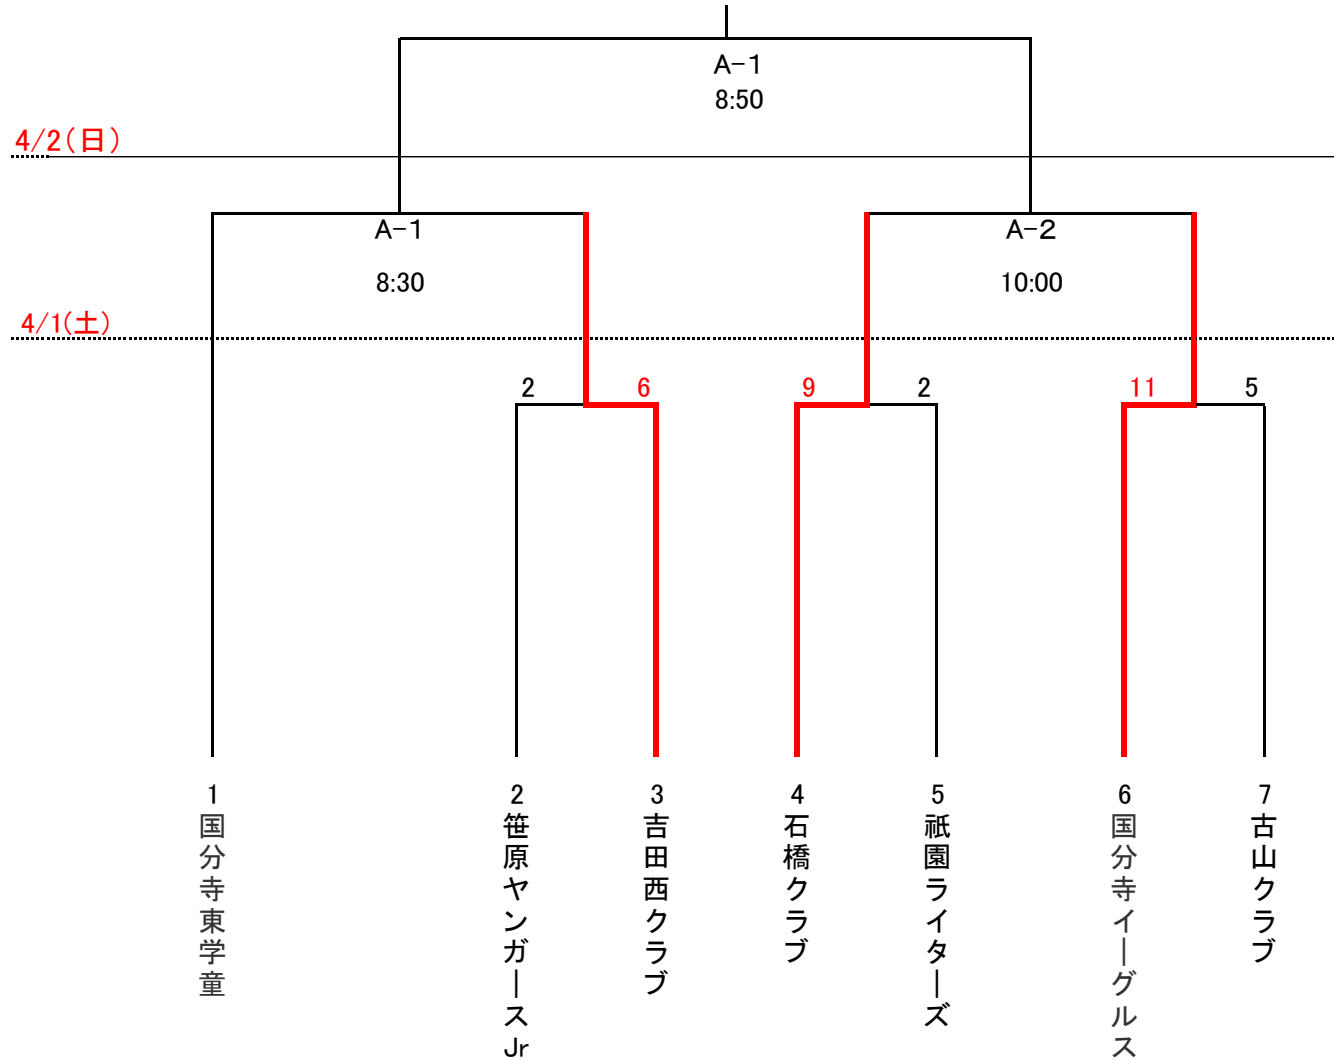 A-1
8:50
4/2(日)
A-1
A-2
8:30
10:00
4/1(土)
2
6
9
2
11
5
1
国分寺東学童
2
笹原ヤンガースJr
3
吉田西クラブ
4
石橋クラブ
5
祇園ライターズ
6
国分寺イーグルス
7
古山クラブ